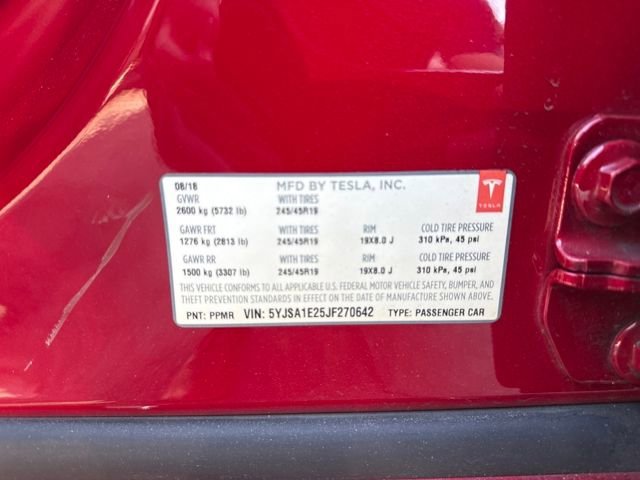 08/18 MFD BY TESLA, INC.
GVWR WITH TIRES
2600 kg (5732 lb) 245/45R19
TESLA
GAWR FRT WITH TIRES RIM COLD TIRE PRESSURE
1276 kg (2813 lb) 245/45R19 19X8.0 J 310 kPa, 45 psi
GAWR RR WITH TIRES RIM COLD TIRE PRESSURE
1500 kg (3307 lb) 245/45R19 19X8.0 J 310 kPa, 45 psi
THIS VEHICLE CONFORMS TO ALL APPLICABLE U.S. FEDERAL MOTOR VEHICLE SAFETY, BUMPER, AND
THEFT PREVENTION STANDARDS IN EFFECT ON THE DATE OF MANUFACTURE SHOWN ABOVE.
PNT: PPMR VIN: 5YJSA1E25JF270642 TYPE: PASSENGER CAR